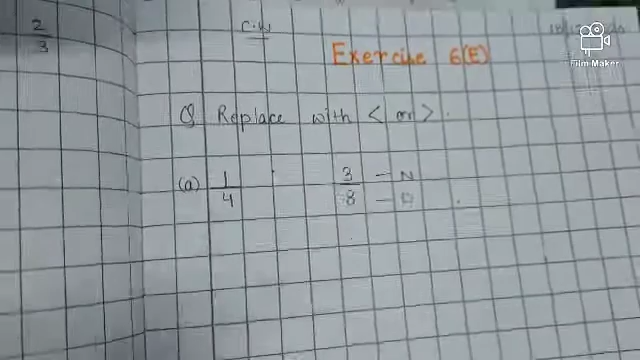 2
3
C.W
Exercise 6(E)
Film Maker
Q Replace with < or > .
(a) 1 3 - N
4 8 - D